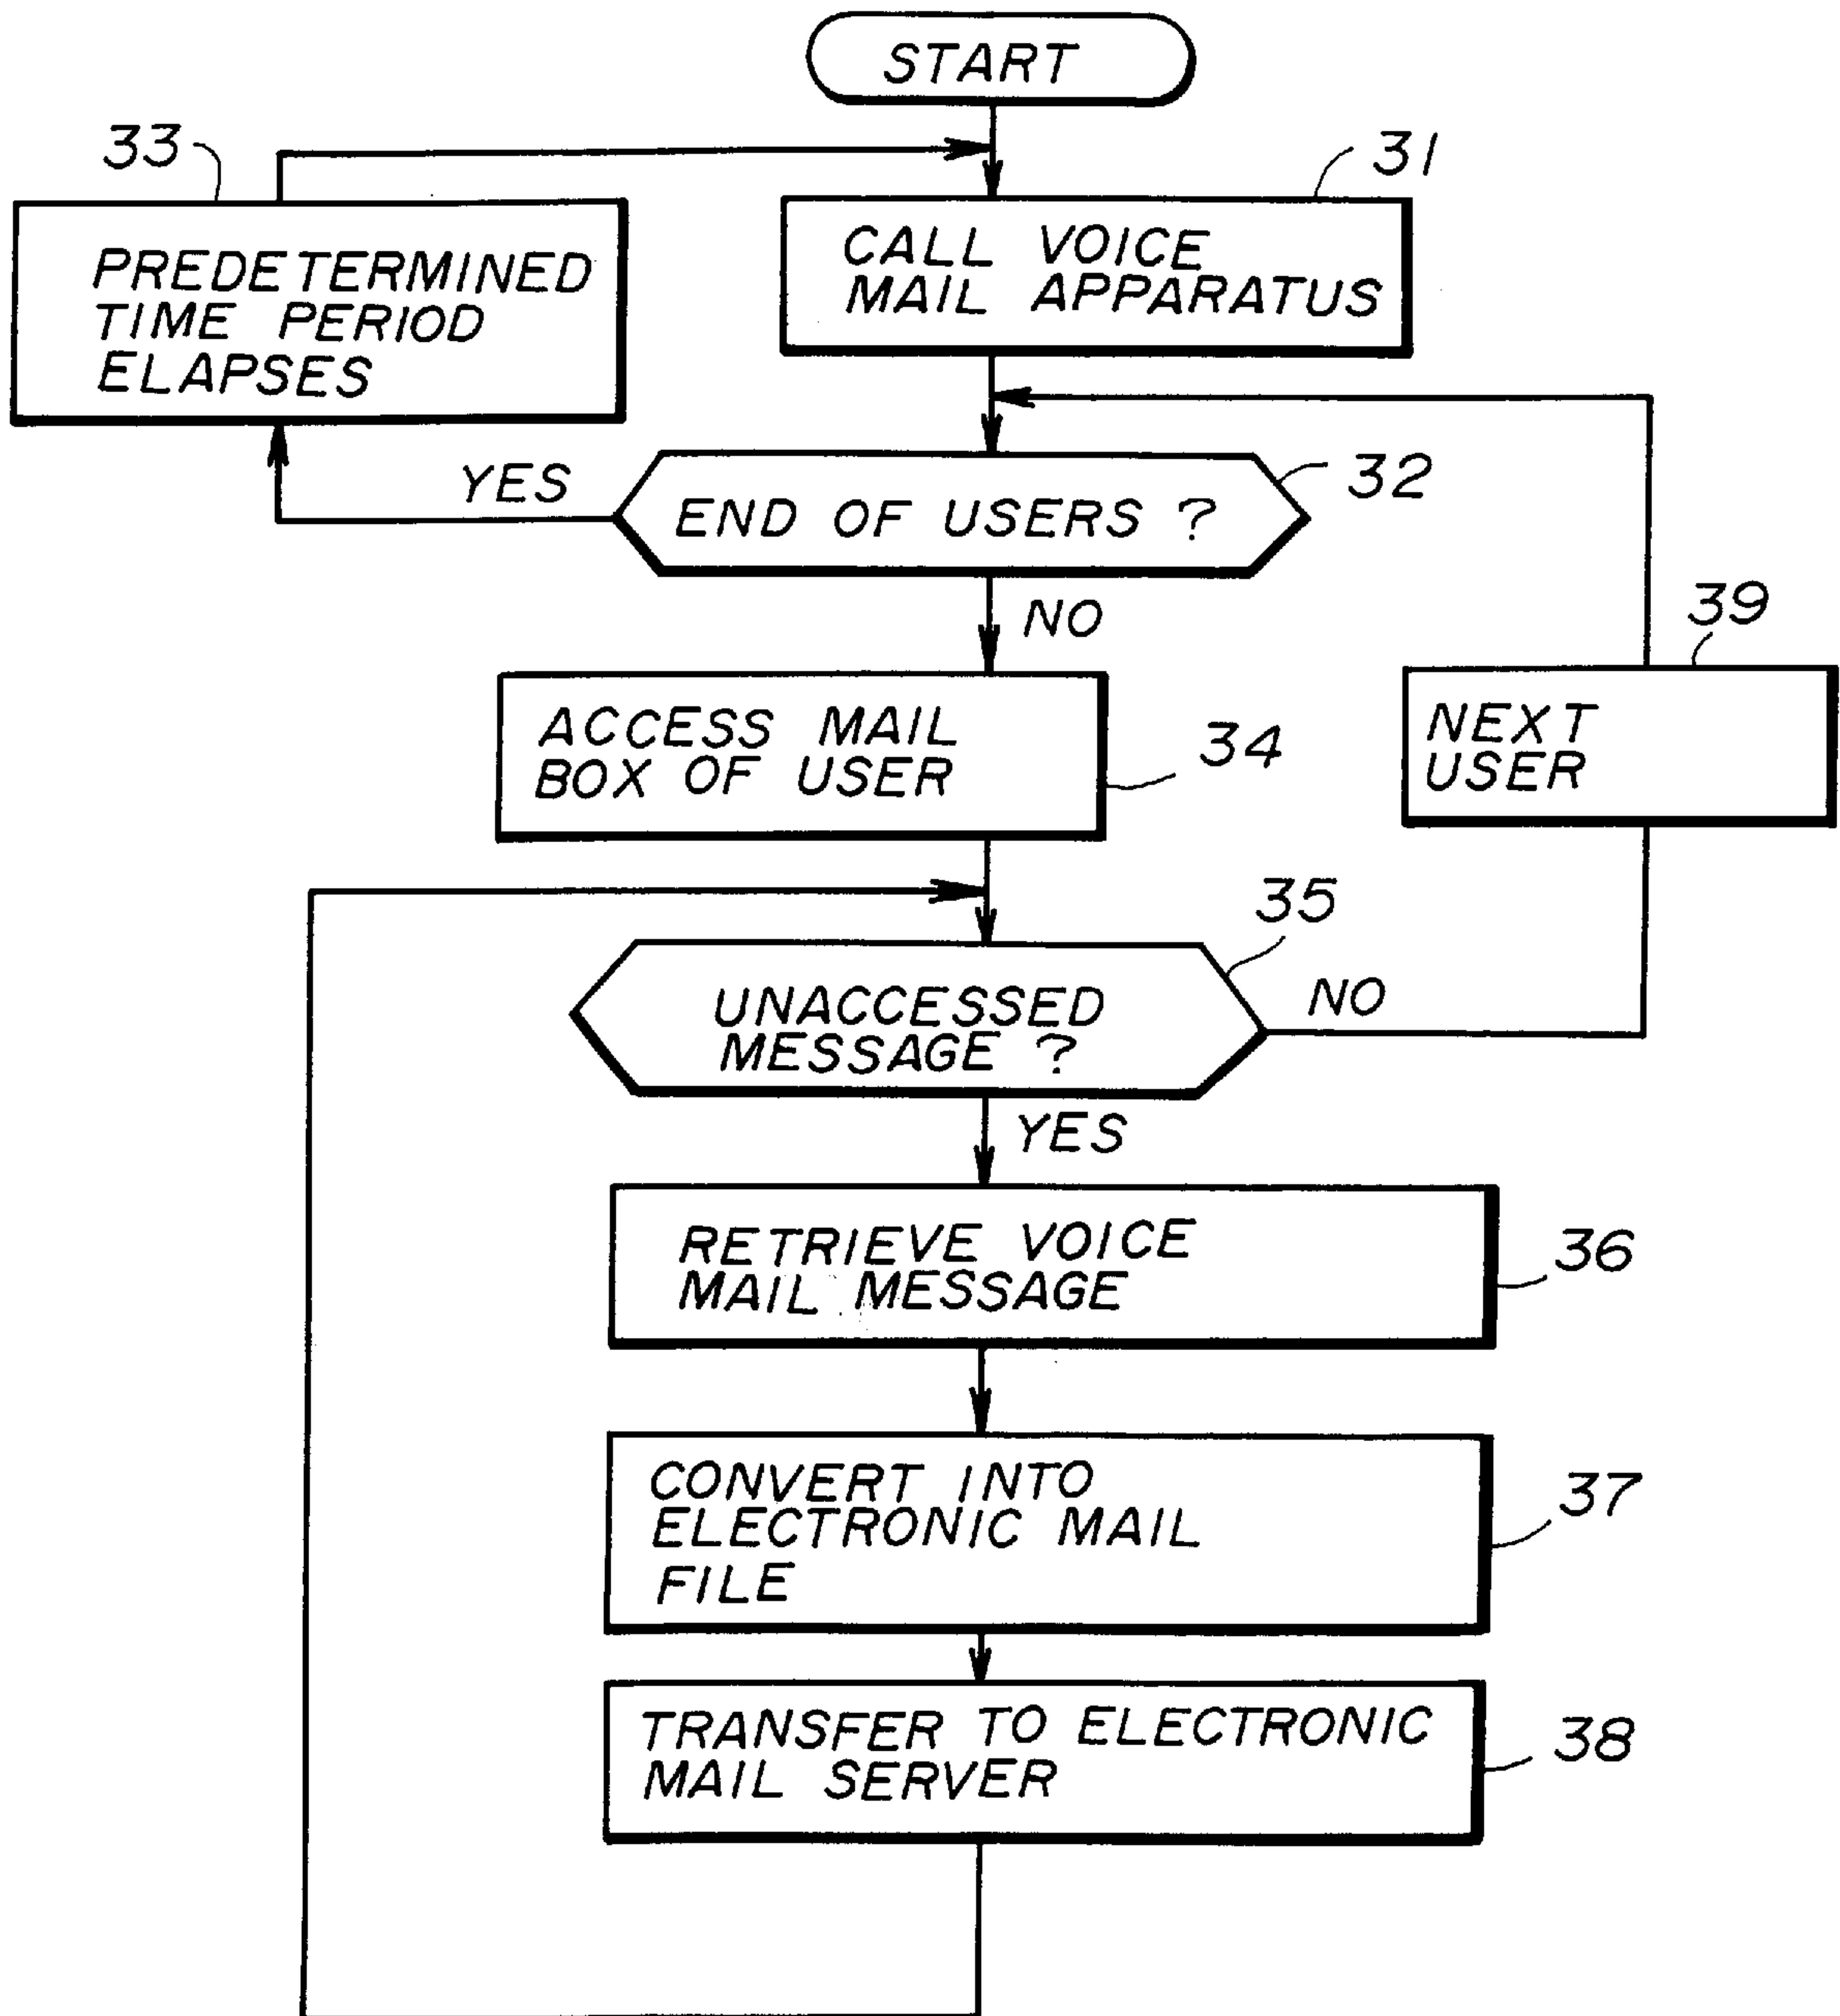 START
33
31
PREDETERMINED
TIME PERIOD
ELAPSES
CALL VOICE
MAIL APPARATUS
YES
32
END OF USERS ?
NO
39
ACCESS MAIL
BOX OF USER
34
NEXT
USER
35
UNACCESSED
MESSAGE ?
NO
YES
RETRIEVE VOICE
MAIL MESSAGE
36
CONVERT INTO
ELECTRONIC MAIL
FILE
37
TRANSFER TO ELECTRONIC
MAIL SERVER
38